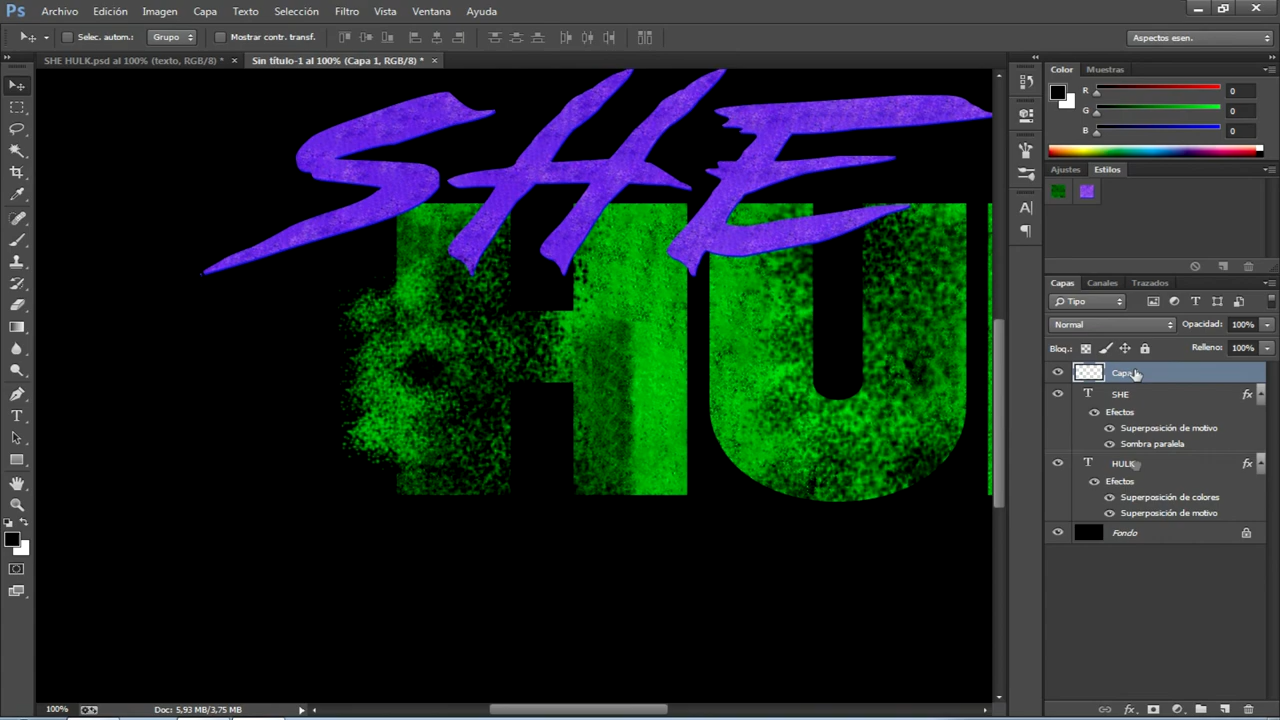 Ps Archivo Edición Imagen Capa Texto Selección Filtro Vista Ventana Ayuda
Selec. autom.: Grupo Mostrar contr. transf. Aspectos esen.
SHE HULK.psd al 100% (texto, RGB/8) * × Sin título-1 al 100% (Capa 1, RGB/8) * ×
Color Muestras
R 0
G 0
B 0
Ajustes Estilos
SHE
HU
Capas Canales Trazados
Tipo
Normal Opacidad: 100%
Bloq.: Relleno: 100%
Capa
SHE fx
Efectos
Superposición de motivo
Sombra paralela
HULK fx
Efectos
Superposición de colores
Superposición de motivo
Fondo
100% Doc: 5,93 MB/3,75 MB